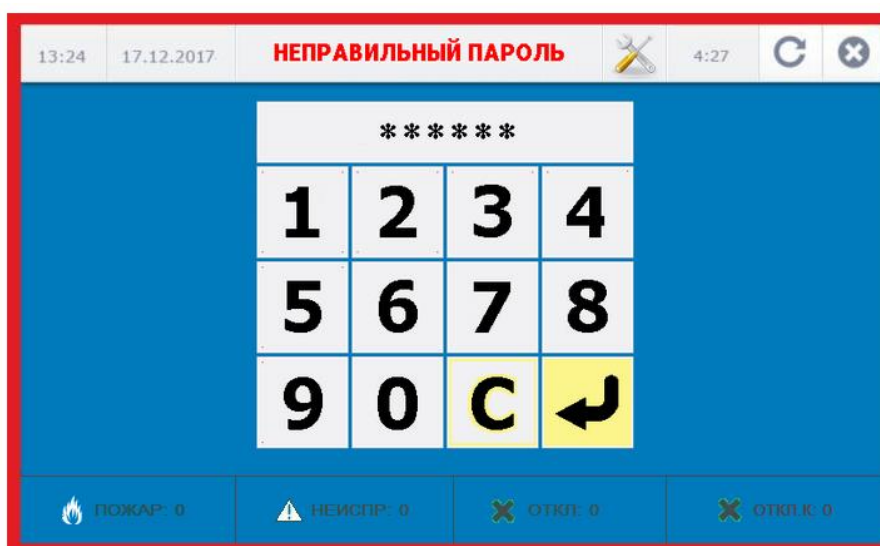 13:24 17.12.2017 НЕПРАВИЛЬНЫЙ ПАРОЛЬ 4:27
******
1 2 3 4
5 6 7 8
9 0 C
ПОЖАР: 0 НЕИСПР: 0 ОТКЛ: 0 ОТКЛ.К: 0